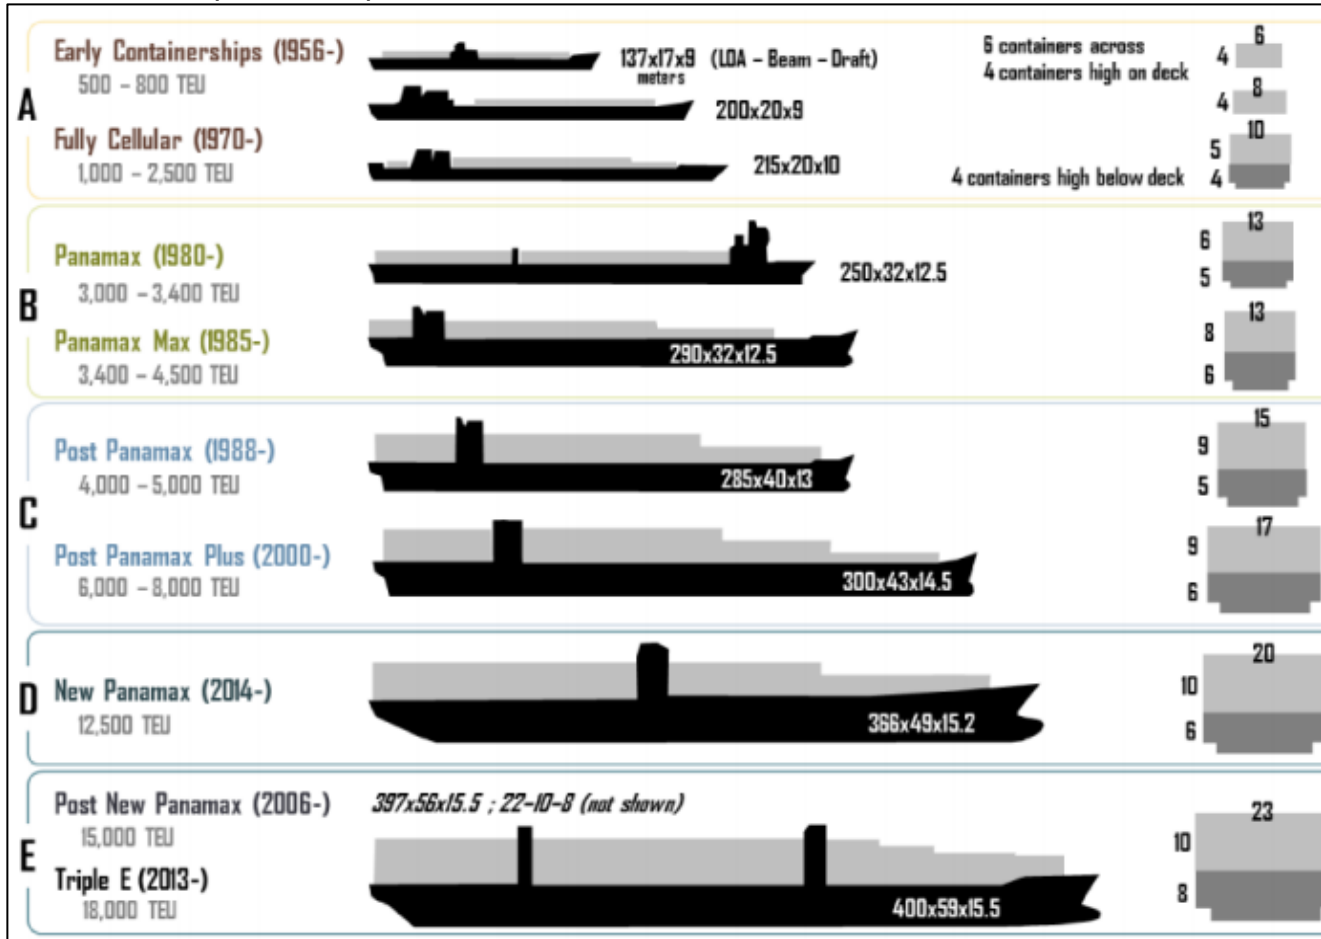 A
Early Containerships (1956-)
500 – 800 TEU
137x17x9 (LOA – Beam – Draft)
meters
6 containers across
4 containers high on deck
6
4
200x20x9
8
4
Fully Cellular (1970-)
1,000 – 2,500 TEU
215x20x10
4 containers high below deck
10
5
4
B
Panamax (1980-)
3,000 – 3,400 TEU
250x32x12.5
13
6
5
Panamax Max (1985-)
3,400 – 4,500 TEU
290x32x12.5
13
8
6
C
Post Panamax (1988-)
4,000 – 5,000 TEU
285x40x13
15
9
5
Post Panamax Plus (2000-)
6,000 – 8,000 TEU
300x43x14.5
17
9
6
D
New Panamax (2014-)
12,500 TEU
366x49x15.2
20
10
6
E
Post New Panamax (2006-)
15,000 TEU
397x56x15.5 ; 22–10–8 (not shown)
Triple E (2013-)
18,000 TEU
400x59x15.5
23
10
8